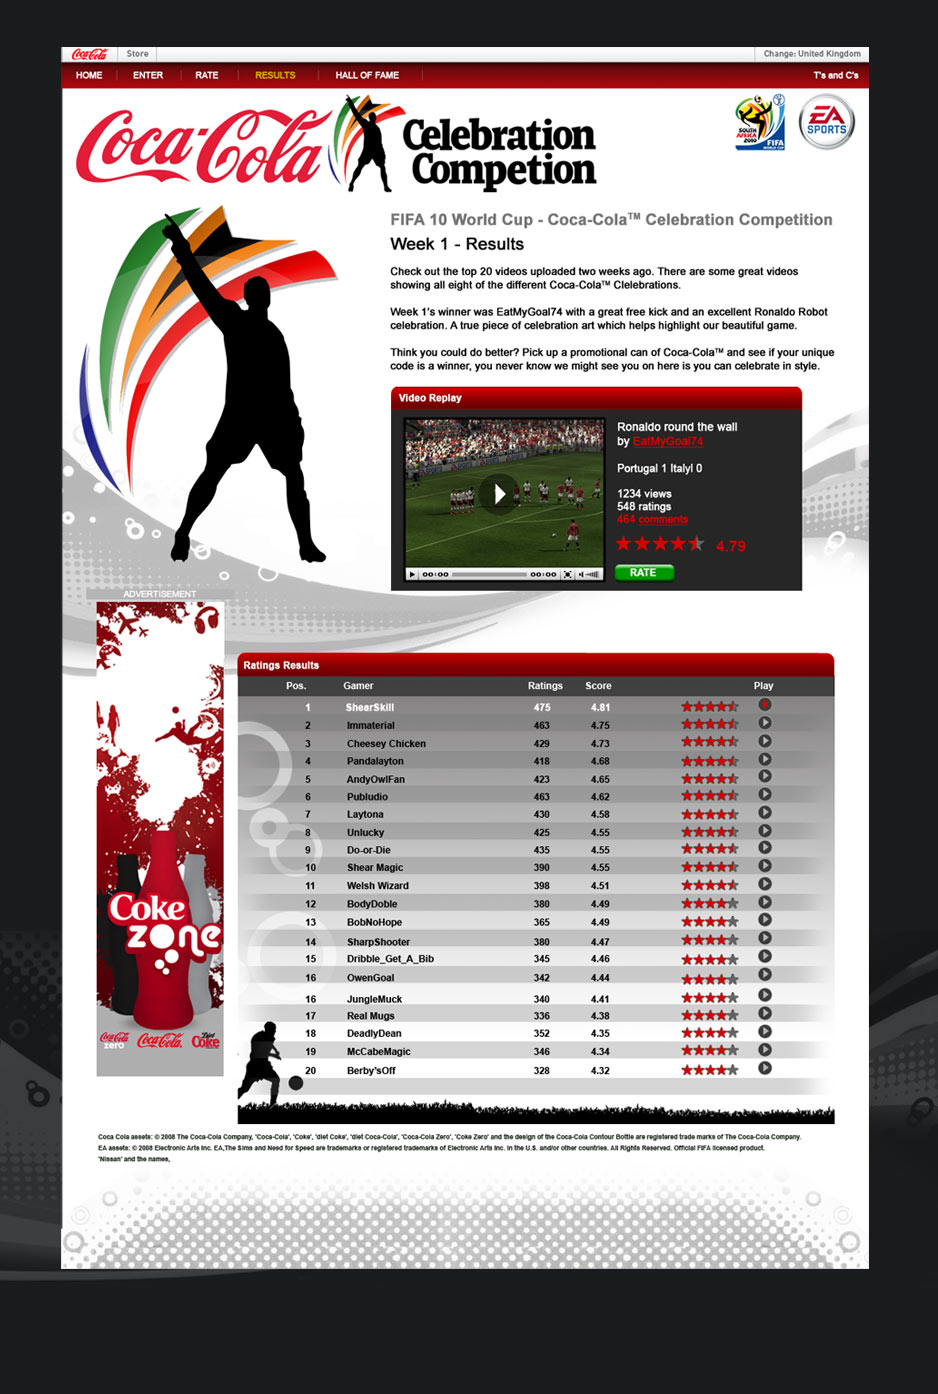 Coca-Cola Store Change: United Kingdom
HOME ENTER RATE RESULTS HALL OF FAME T's and C's
Coca-Cola Celebration
Competion
SOUTH AFRIKA 2010 FIFA WORLD CUP
EA SPORTS
FIFA 10 World Cup - Coca-Cola™ Celebration Competition
Week 1 - Results
Check out the top 20 videos uploaded two weeks ago. There are some great videos
showing all eight of the different Coca-Cola™ Clelebrations.
Week 1's winner was EatMyGoal74 with a great free kick and an excellent Ronaldo Robot
celebration. A true piece of celebration art which helps highlight our beautiful game.
Think you could do better? Pick up a promotional can of Coca-Cola™ and see if your unique
code is a winner, you never know we might see you on here is you can celebrate in style.
Video Replay
Ronaldo round the wall
by EatMyGoal74
Portugal 1 Italyl 0
1234 views
548 ratings
464 comments
4.79
RATE
00:00 00:00
ADVERTISEMENT
Coke
zone
Coca-Cola zero Coca-Cola Diet Coke
Ratings Results
Pos. Gamer Ratings Score Play
1 ShearSkill 475 4.81
2 Immaterial 463 4.75
3 Cheesey Chicken 429 4.73
4 Pandalayton 418 4.68
5 AndyOwlFan 423 4.65
6 Publudio 463 4.62
7 Laytona 430 4.58
8 Unlucky 425 4.55
9 Do-or-Die 435 4.55
10 Shear Magic 390 4.55
11 Welsh Wizard 398 4.51
12 BodyDoble 380 4.49
13 BobNoHope 365 4.49
14 SharpShooter 380 4.47
15 Dribble_Get_A_Bib 345 4.46
16 OwenGoal 342 4.44
16 JungleMuck 340 4.41
17 Real Mugs 336 4.38
18 DeadlyDean 352 4.35
19 McCabeMagic 346 4.34
20 Berby'sOff 328 4.32
Coca Cola assets: © 2008 The Coca-Cola Company, 'Coca-Cola', 'Coke', 'diet Coke', 'diet Coca-Cola', 'Coca-Cola Zero', 'Coke Zero' and the design of the Coca-Cola Contour Bottle are registered trade marks of The Coca-Cola Company.
EA assets: © 2008 Electronic Arts Inc. EA,The Sims and Need for Speed are trademarks or registered trademarks of Electronic Arts Inc. in the U.S. and/or other countries. All Rights Reserved. Official FIFA licensed product.
'Nissan' and the names,